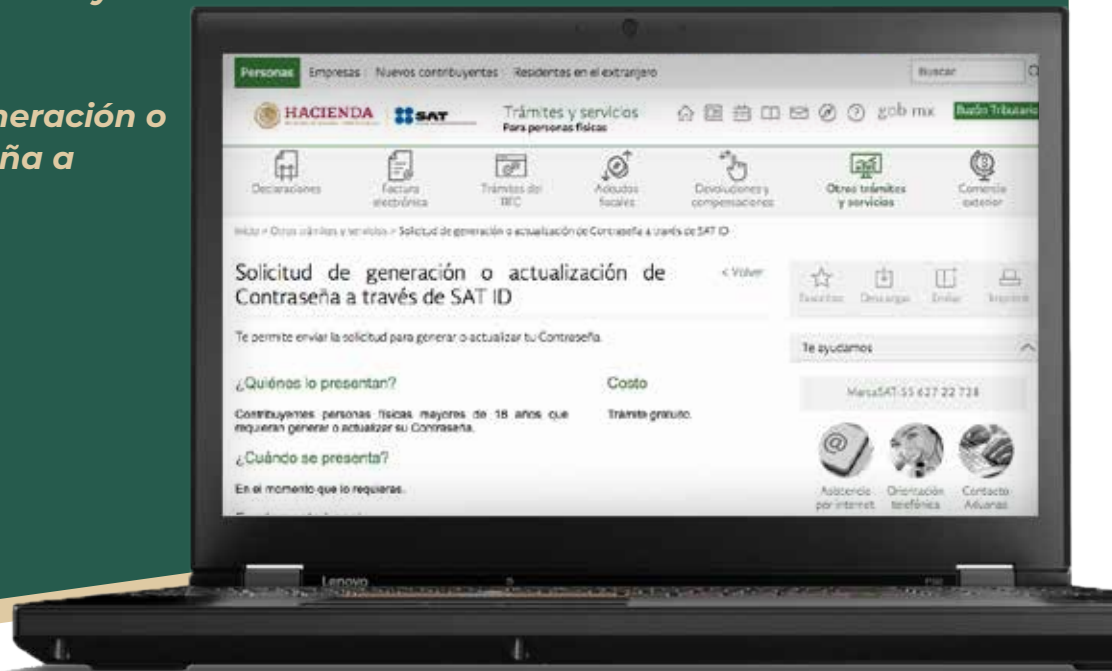 neración o
ña a
Personas Empresas Nuevos contribuyentes Residentes en el extranjero
Buscar
HACIENDA SAT
Trámites y servicios
Para personas físicas
gob mx
Buzón Tributario
Declaraciones
Factura
electrónica
Trámites del
RFC
Adeudos
fiscales
Devoluciones y
compensaciones
Otros trámites
y servicios
Comercio
exterior
Inicio > Otros trámites y servicios > Solicitud de generación o actualización de Contraseña a través de SAT ID
Solicitud de generación o actualización de
Contraseña a través de SAT ID
< Volver
Favoritos Descargar Enviar Imprimir
Te permite enviar la solicitud para generar o actualizar tu Contraseña.
Te ayudamos
¿Quiénes lo presentan?
Costo
MarcaSAT 55 627 22 728
Contribuyentes personas físicas mayores de 18 años que
requieran generar o actualizar su Contraseña.
Trámite gratuito.
¿Cuándo se presenta?
En el momento que lo requieras.
Asistencia
por internet
Orientación
telefónica
Contacto
Aduanas
Lenovo